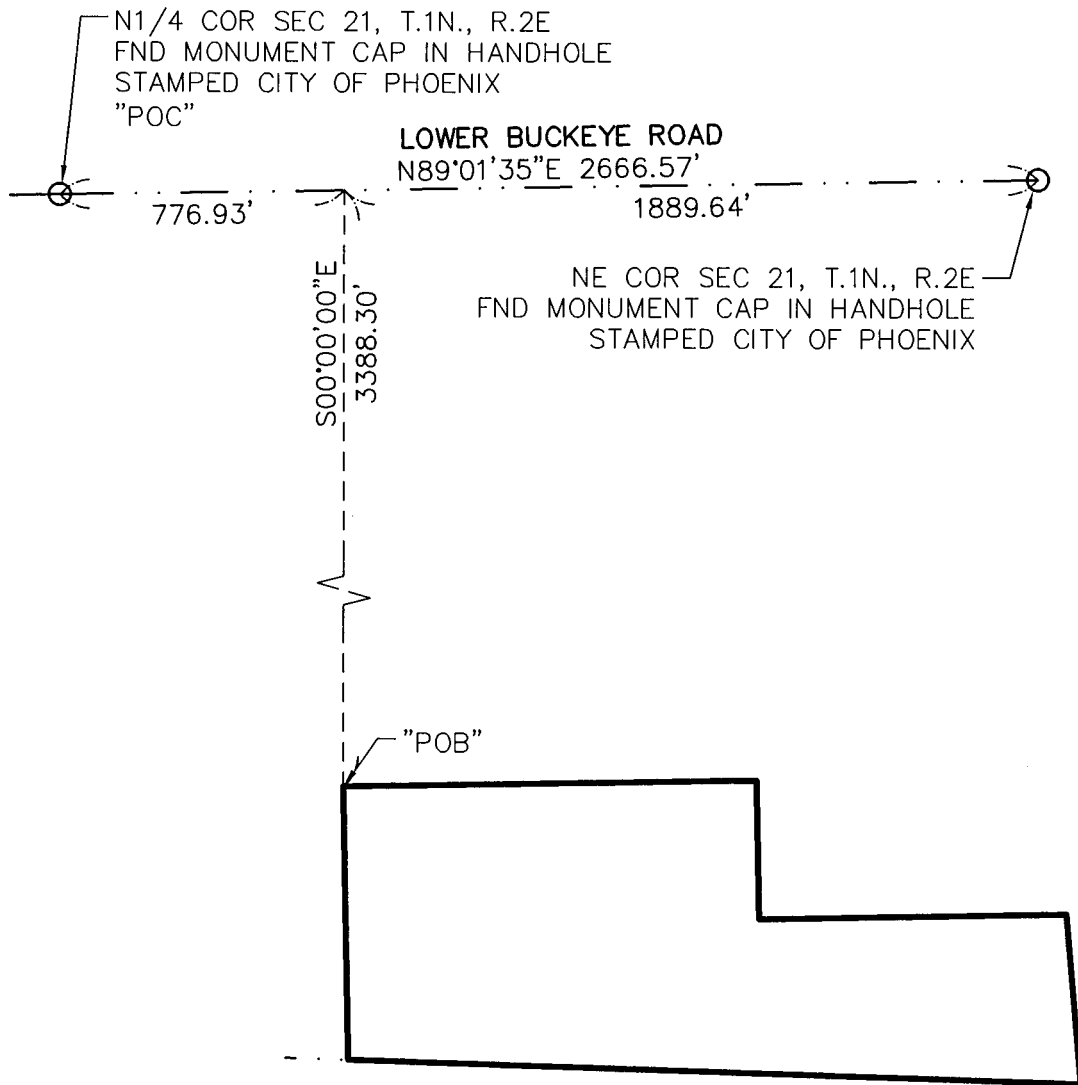 N1/4 COR SEC 21, T.1N., R.2E
FND MONUMENT CAP IN HANDHOLE
STAMPED CITY OF PHOENIX
"POC"
LOWER BUCKEYE ROAD
N89°01'35"E 2666.57'
776.93'
1889.64'
NE COR SEC 21, T.1N., R.2E
FND MONUMENT CAP IN HANDHOLE
STAMPED CITY OF PHOENIX
S00°00'00"E
3388.30'
"POB"